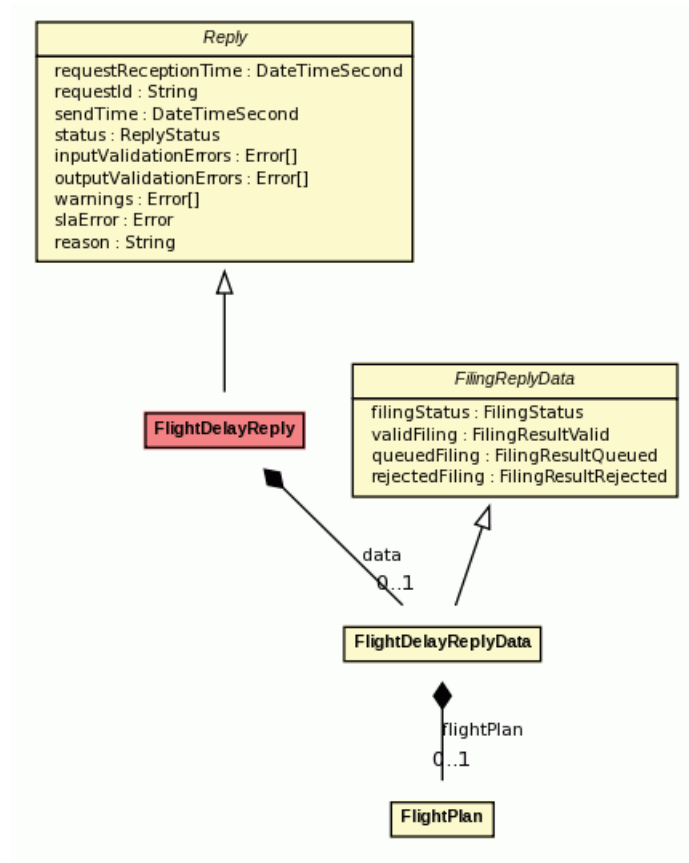 Reply
requestReceptionTime : DateTimeSecond
requestId : String
sendTime : DateTimeSecond
status : ReplyStatus
inputValidationErrors : Error[]
outputValidationErrors : Error[]
warnings : Error[]
slaError : Error
reason : String
FilingReplyData
filingStatus : FilingStatus
validFiling : FilingResultValid
queuedFiling : FilingResultQueued
rejectedFiling : FilingResultRejected
FlightDelayReply
data
0..1
FlightDelayReplyData
flightPlan
0..1
FlightPlan